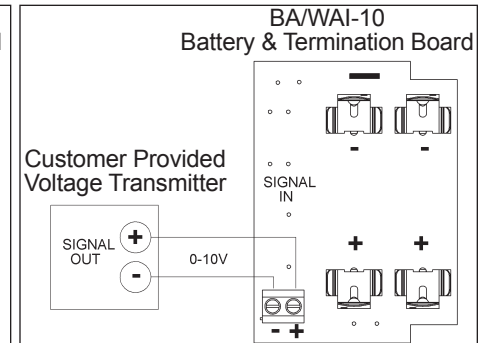 BA/WAI-10
Battery & Termination Board
Customer Provided
Voltage Transmitter
SIGNAL
IN
SIGNAL
OUT
+
-
0-10V
- -
+ +
- +